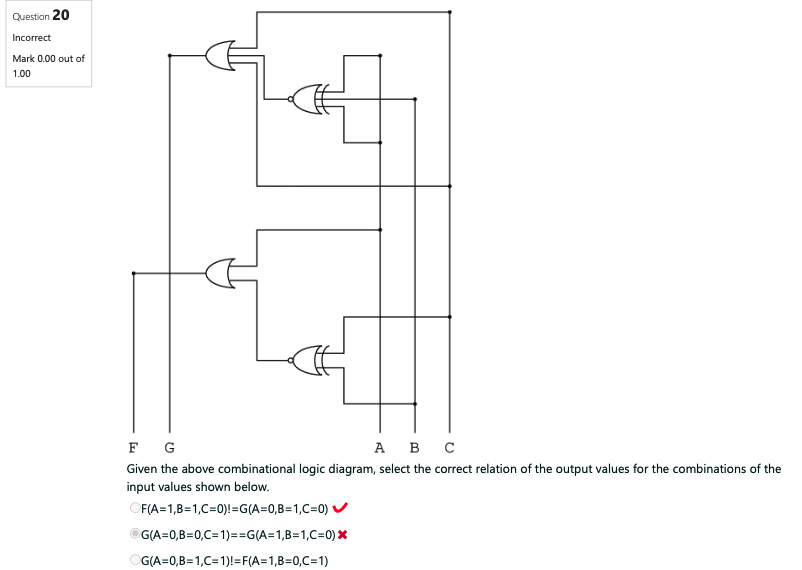 Question 20
Incorrect
Mark 0.00 out of
1.00
F G A B C
Given the above combinational logic diagram, select the correct relation of the output values for the combinations of the
input values shown below.
F(A=1,B=1,C=0)!=G(A=0,B=1,C=0)
G(A=0,B=0,C=1)==G(A=1,B=1,C=0)
G(A=0,B=1,C=1)!=F(A=1,B=0,C=1)